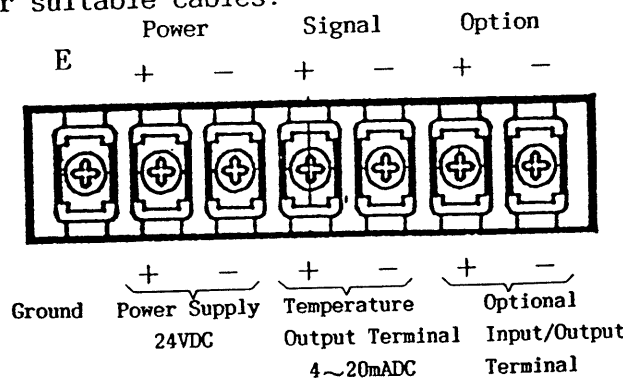 r suitable cables.
Power Signal Option
E + − + − + −
+ − + − + −
Ground Power Supply Temperature Optional
24VDC Output Terminal Input/Output
4~20mADC Terminal